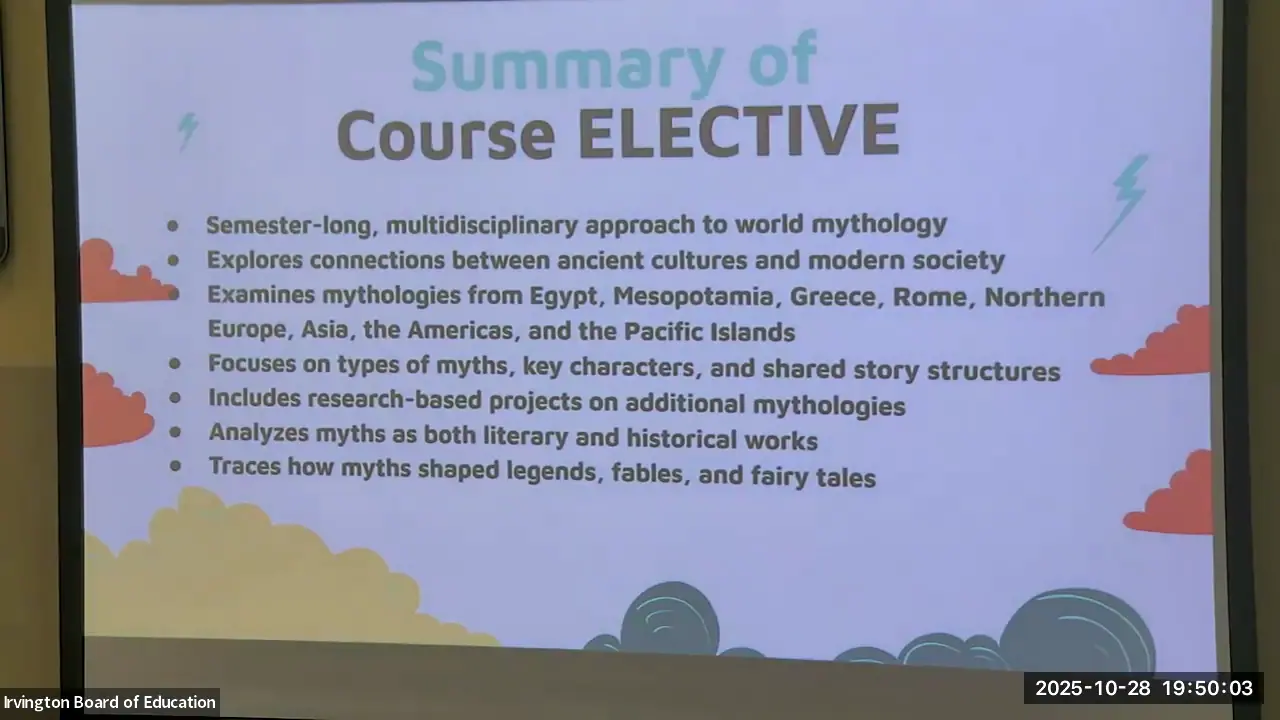 Summary of
Course ELECTIVE
• Semester-long, multidisciplinary approach to world mythology
• Explores connections between ancient cultures and modern society
• Examines mythologies from Egypt, Mesopotamia, Greece, Rome, Northern
Europe, Asia, the Americas, and the Pacific Islands
• Focuses on types of myths, key characters, and shared story structures
• Includes research-based projects on additional mythologies
• Analyzes myths as both literary and historical works
• Traces how myths shaped legends, fables, and fairy tales
Irvington Board of Education
2025-10-28 19:50:03